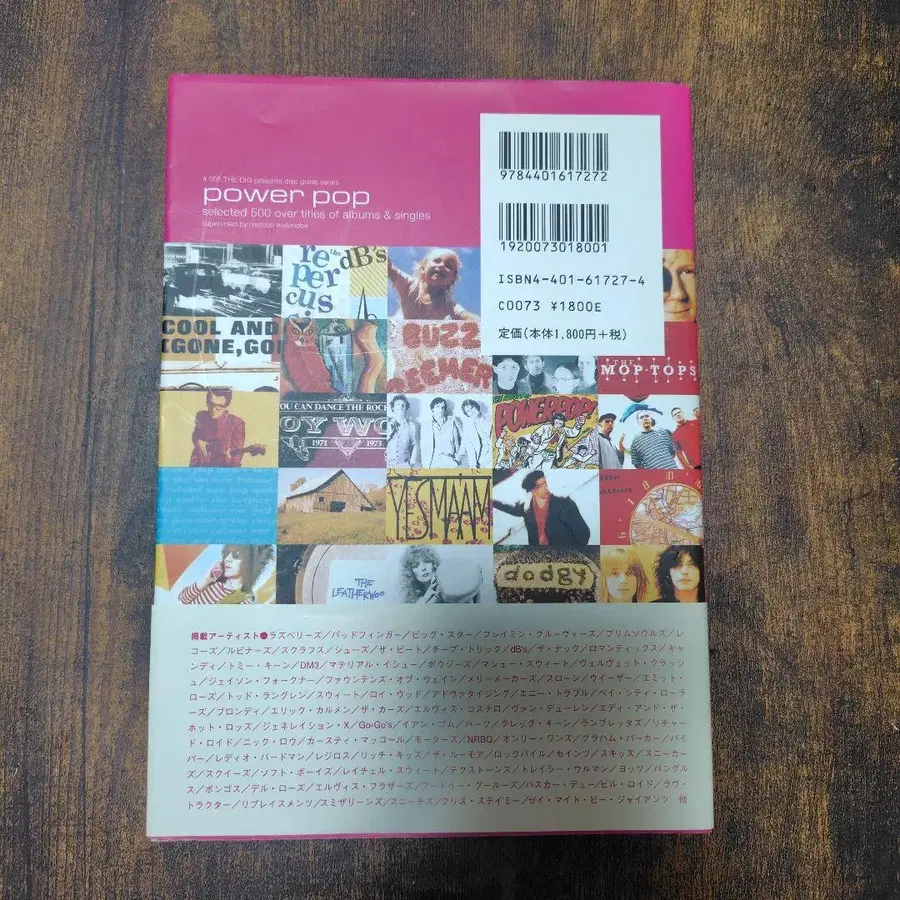 9784401617272
1920073018001
ISBN4-401-61727-4
C0073 ¥1800E
定価(本体1,800円+税)
THE DIG presents disc guide series
power pop
selected 500 over titles of albums & singles
supervised by
re
per
cus
the dB's
COOL AND
GONE, GO
BUZZ
THE
MOP·TOPS
YOU CAN DANCE THE ROCK
OY WO
1971 1973
POWERPOP!
YES MA'AM
THE
LEATHERWOO
dodgy
掲載アーティスト●ラズベリーズ/バッドフィンガー/ビッグ・スター/フレイミン・グルーヴィーズ/プリムソウルズ/レ
コーズ/ルビナーズ/スクラフス/シューズ/ザ・ビート/チープ・トリック/dB's/ザ・ナック/ロマンティックス/キャ
ンディ/トミー・キーン/DM3/マテリアル・イシュー/ポウジーズ/マシュー・スウィート/ヴェルヴェット・クラッシ
ュ/ジェイソン・フォークナー/ファウンテンズ・オブ・ウェイン/メリーメーカーズ/スローン/ウィーザー/エミット・
ローズ/トッド・ラングレン/スウィート/ロイ・ウッド/アドヴァタイジング/エニー・トラブル/ベイ・シティ・ローラ
ーズ/ブロンディ/エリック・カルメン/ザ・カーズ/エルヴィス・コステロ/ヴァン・デューレン/エディ・アンド・ザ・
ホット・ロッズ/ジェネレイション・X/Go-Go's/イアン・ゴム/ハーツ/グレッグ・キーン/ラングレッタズ/リチャー
ド・ロイド/ニック・ロウ/カースティ・マッコール/モーターズ/NRBQ/オンリー・ワンズ/グラハム・パーカー/パイ
パー/レディオ・バードマン/レジロス/リッチ・キッズ/ザ・ルーモア/ロックパイル/セインツ/スキッズ/スニーカー
ズ/スクイーズ/ソフト・ボーイズ/レイチェル・スウィート/テクストーンズ/トレイシー・ウルマン/ヨッツ/バングル
ス/ボンゴス/デル・ローズ/エルヴィス・ブラザーズ/フードゥー・グールーズ/ハスカー・デュー/ビル・ロイド/ラヴ・
トラクター/リプレイスメンツ/スミザリーンズ/スニーチズ/クリス・ステイミー/ゼイ・マイト・ビー・ジャイアンツ 他